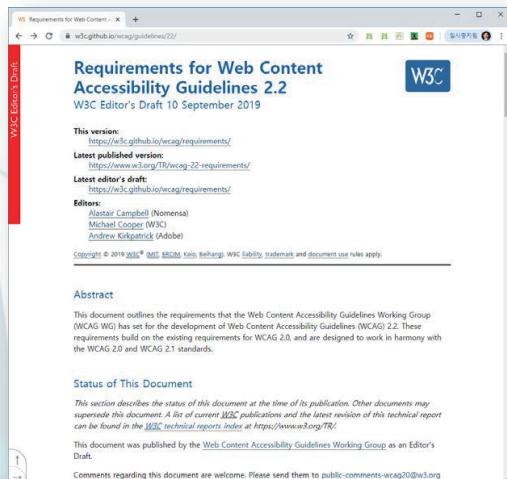 Requirements for Web Content
w3c.github.io/wcag/guidelines/22/
일시중지됨
W3C Editor's Draft
Requirements for Web Content
Accessibility Guidelines 2.2
W3C
W3C Editor's Draft 10 September 2019
This version:
https://w3c.github.io/wcag/requirements/
Latest published version:
https://www.w3.org/TR/wcag-22-requirements/
Latest editor's draft:
https://w3c.github.io/wcag/requirements/
Editors:
Alastair Campbell (Nomensa)
Michael Cooper (W3C)
Andrew Kirkpatrick (Adobe)
Copyright © 2019 W3C® (MIT, ERCIM, Keio, Beihang). W3C liability, trademark and document use rules apply.
Abstract
This document outlines the requirements that the Web Content Accessibility Guidelines Working Group
(WCAG WG) has set for the development of Web Content Accessibility Guidelines (WCAG) 2.2. These
requirements build on the existing requirements for WCAG 2.0, and are designed to work in harmony with
the WCAG 2.0 and WCAG 2.1 standards.
Status of This Document
This section describes the status of this document at the time of its publication. Other documents may
supersede this document. A list of current W3C publications and the latest revision of this technical report
can be found in the W3C technical reports index at https://www.w3.org/TR/.
This document was published by the Web Content Accessibility Guidelines Working Group as an Editor's
Draft.
Comments regarding this document are welcome. Please send them to public-comments-wcag20@w3.org